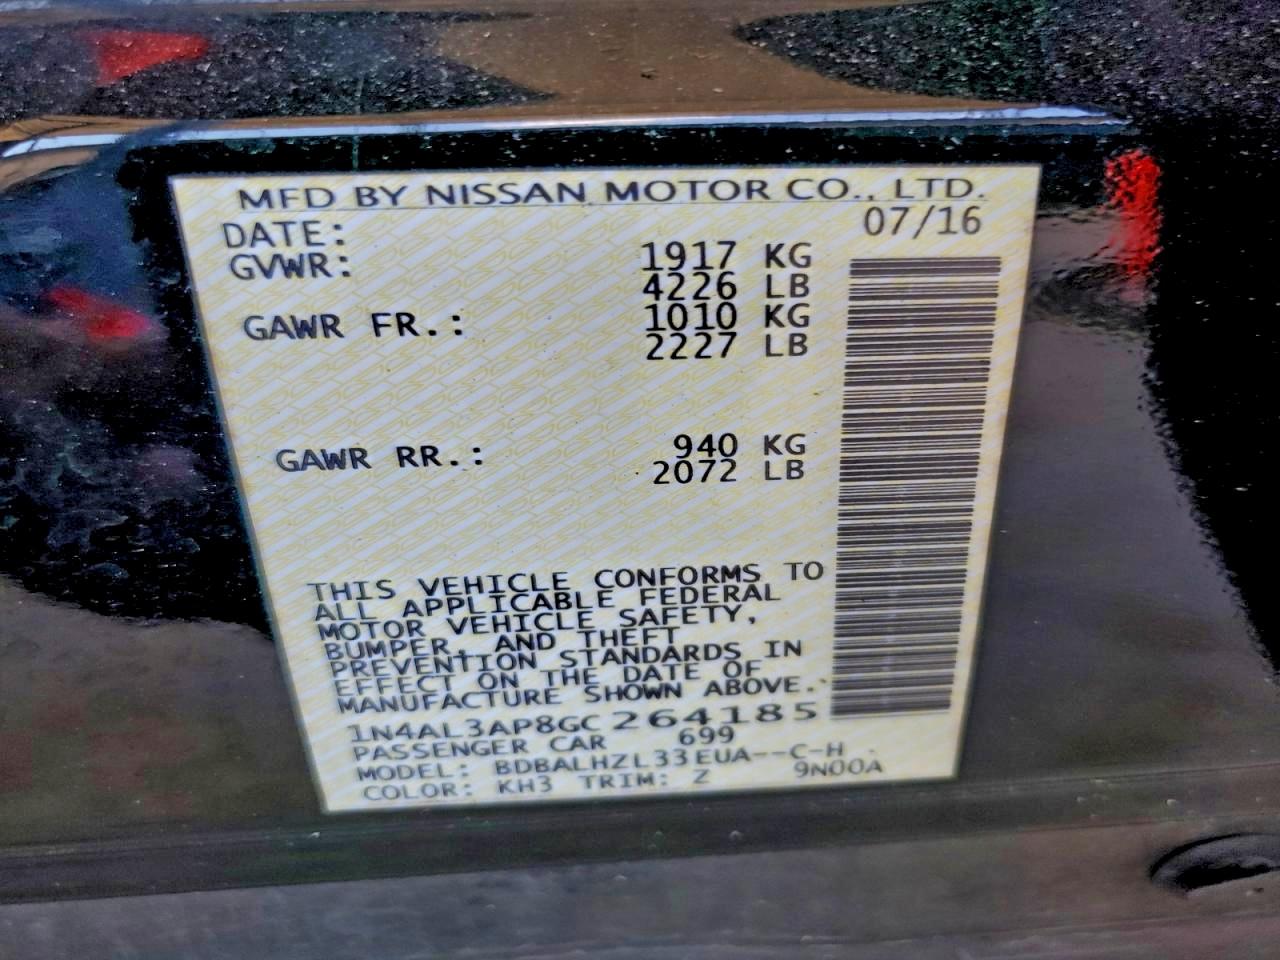 MFD BY NISSAN MOTOR CO., LTD.
DATE: 07/16
GVWR: 1917 KG
4226 LB
GAWR FR.: 1010 KG
2227 LB
GAWR RR.: 940 KG
2072 LB
THIS VEHICLE CONFORMS TO
ALL APPLICABLE FEDERAL
MOTOR VEHICLE SAFETY,
BUMPER, AND THEFT
PREVENTION STANDARDS IN
EFFECT ON THE DATE OF
MANUFACTURE SHOWN ABOVE.
1N4AL3AP8GC264185
PASSENGER CAR 699
MODEL: BDBALHZL33EUA--C-H
COLOR: KH3 TRIM: Z 9N00A